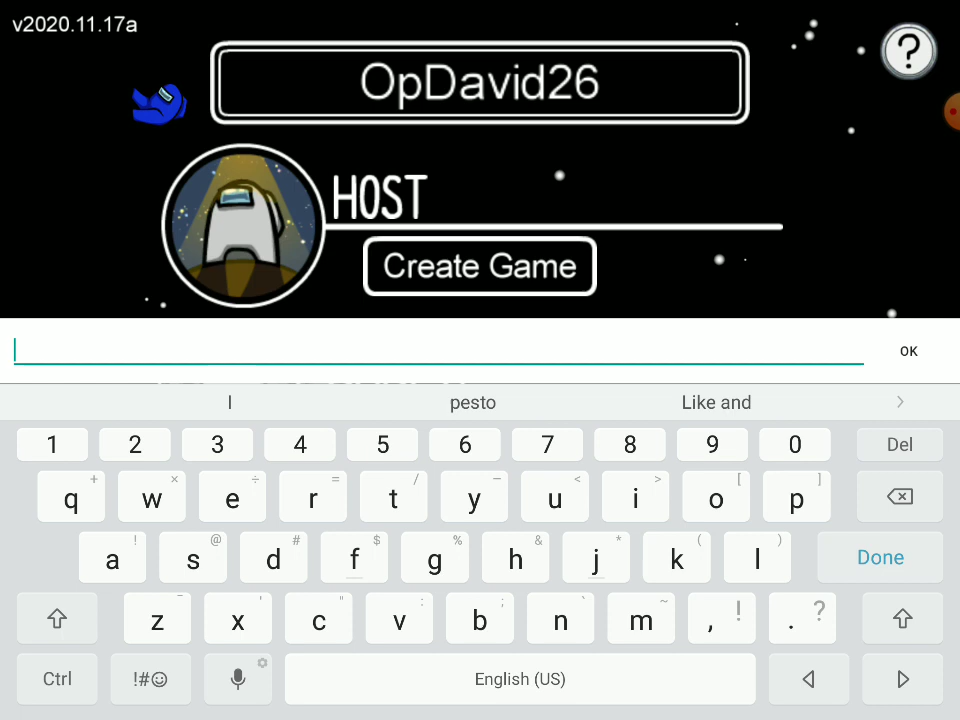 v2020.11.17a
?
OpDavid26
HOST
Create Game
OK
I pesto Like and >
1 2 3 4 5 6 7 8 9 0 Del
+ × ÷ = / – < > [ ]
q w e r t y u i o p
! @ # $ % & * ( )
a s d f g h j k l Done
¯ ' " : ; ` ~ ! ?
z x c v b n m , .
Ctrl !#☺ English (US)